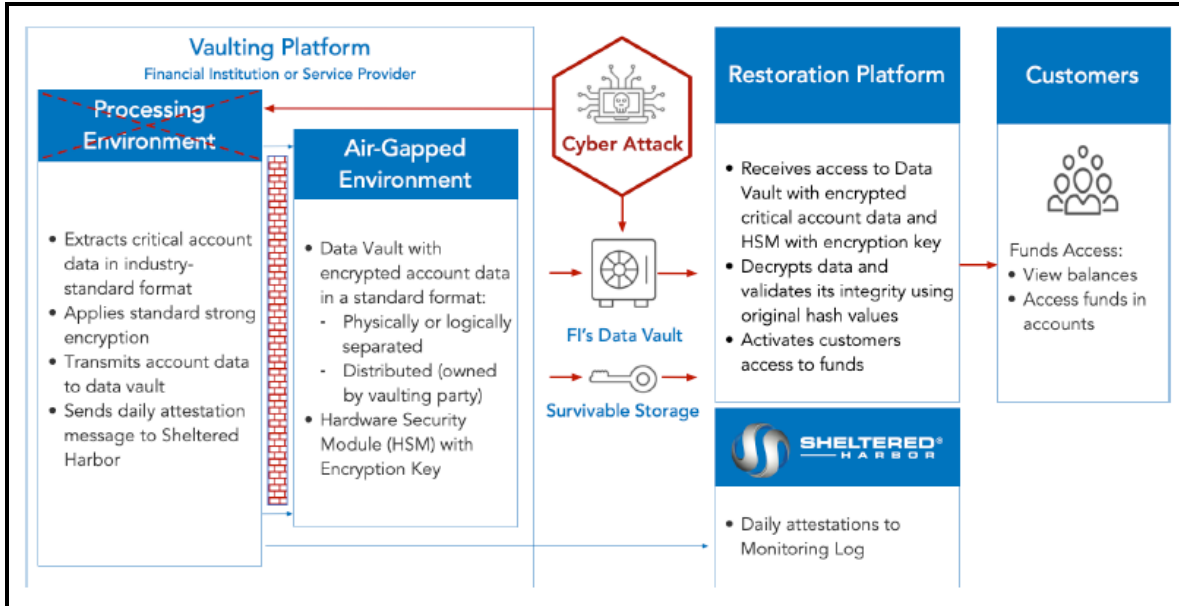 Vaulting Platform
Financial Institution or Service Provider
Processing
Environment
• Extracts critical account
data in industry-
standard format
• Applies standard strong
encryption
• Transmits account data
to data vault
• Sends daily attestation
message to Sheltered
Harbor
Air-Gapped
Environment
• Data Vault with
encrypted account data
in a standard format:
- Physically or logically
separated
- Distributed (owned
by vaulting party)
• Hardware Security
Module (HSM) with
Encryption Key
Cyber Attack
FI's Data Vault
Survivable Storage
Restoration Platform
• Receives access to Data
Vault with encrypted
critical account data and
HSM with encryption key
• Decrypts data and
validates its integrity using
original hash values
• Activates customers
access to funds
SHELTERED®
HARBOR
• Daily attestations to
Monitoring Log
Customers
Funds Access:
• View balances
• Access funds in
accounts